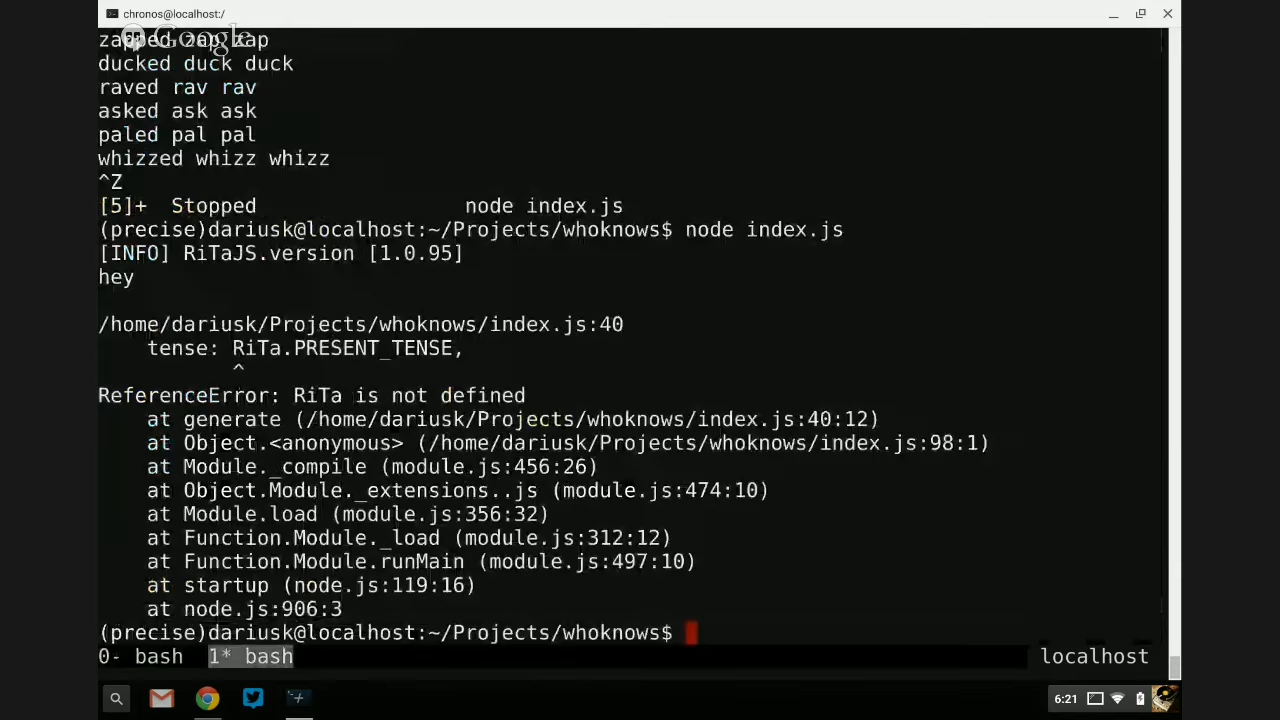 chronos@localhost:/
Google
zapped zap zap
ducked duck duck
raved rav rav
asked ask ask
paled pal pal
whizzed whizz whizz
^Z
[5]+  Stopped                 node index.js
(precise)dariusk@localhost:~/Projects/whoknows$ node index.js
[INFO] RiTaJS.version [1.0.95]
hey
/home/dariusk/Projects/whoknows/index.js:40
    tense: RiTa.PRESENT_TENSE,
           ^
ReferenceError: RiTa is not defined
    at generate (/home/dariusk/Projects/whoknows/index.js:40:12)
    at Object.<anonymous> (/home/dariusk/Projects/whoknows/index.js:98:1)
    at Module._compile (module.js:456:26)
    at Object.Module._extensions..js (module.js:474:10)
    at Module.load (module.js:356:32)
    at Function.Module._load (module.js:312:12)
    at Function.Module.runMain (module.js:497:10)
    at startup (node.js:119:16)
    at node.js:906:3
(precise)dariusk@localhost:~/Projects/whoknows$
0- bash  1* bash localhost
6:21